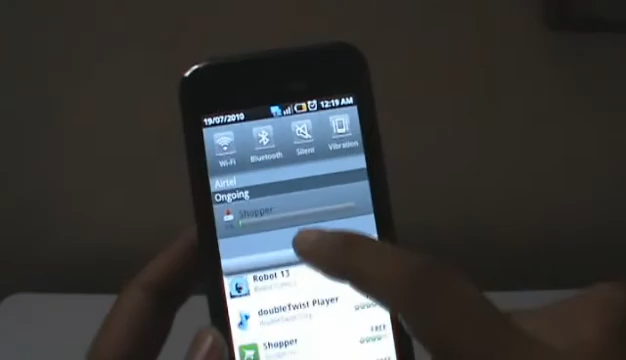 19/07/2010 12:19 AM
Wi-Fi Bluetooth Silent Vibration
Airtel
Ongoing
Shopper
Robot 13
doubleTwist Player
Shopper